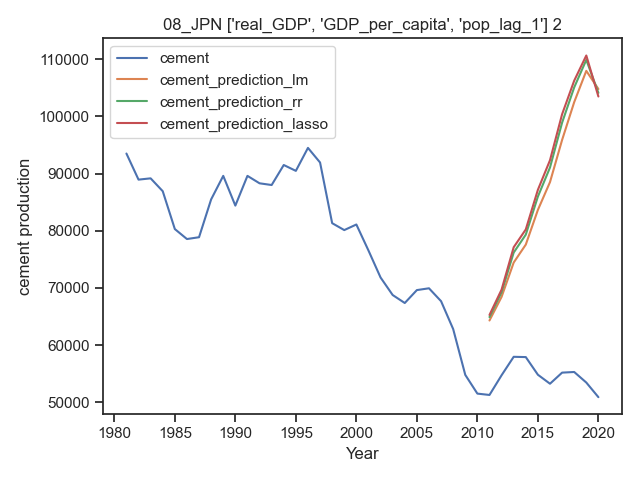 08_JPN ['real_GDP', 'GDP_per_capita', 'pop_lag_1'] 2
cement
cement_prediction_lm
cement_prediction_rr
cement_prediction_lasso
cement production
110000
100000
90000
80000
70000
60000
50000
1980 1985 1990 1995 2000 2005 2010 2015 2020
Year